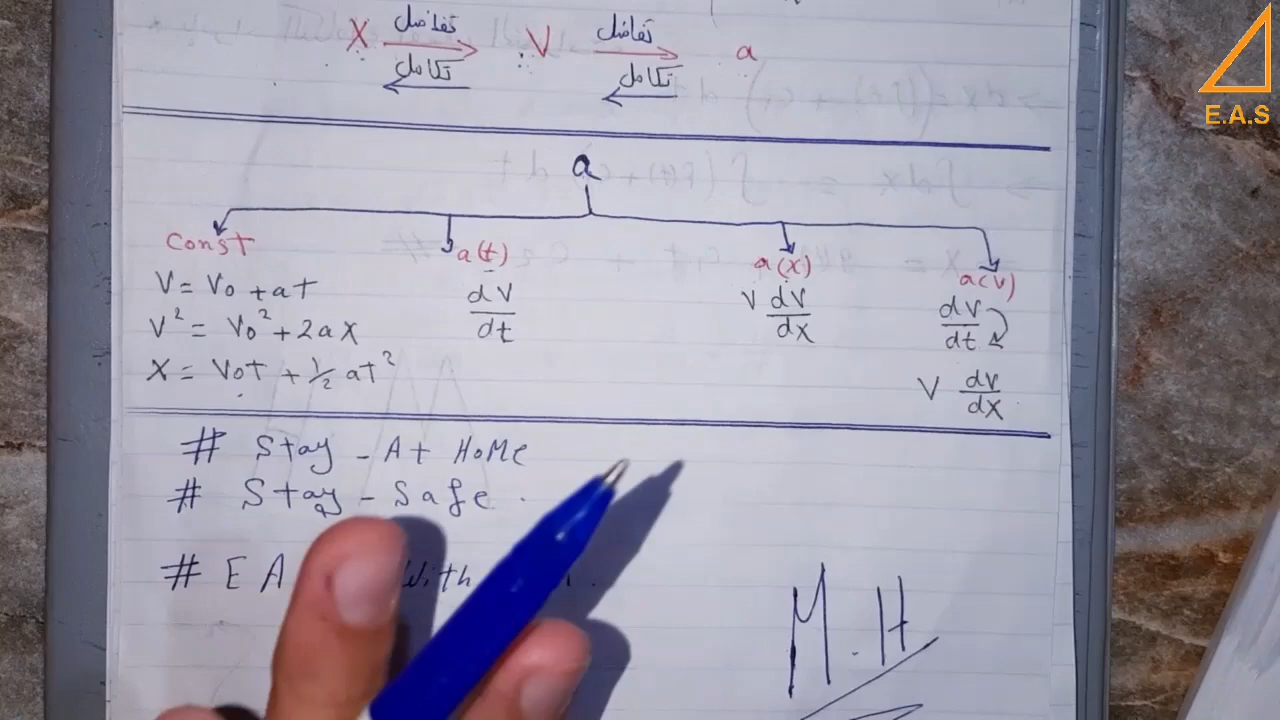 X تفاضل V تفاضل a
تكامل تكامل
E.A.S
a
Const a(t) a(x) a(v)
V = V0 + at dV/dt V dV/dx dV/dt
V² = V0² + 2aX
X = V0t + 1/2 at² V dv/dx
# Stay - At HoMe
# Stay - Safe .
# E A With
M.H